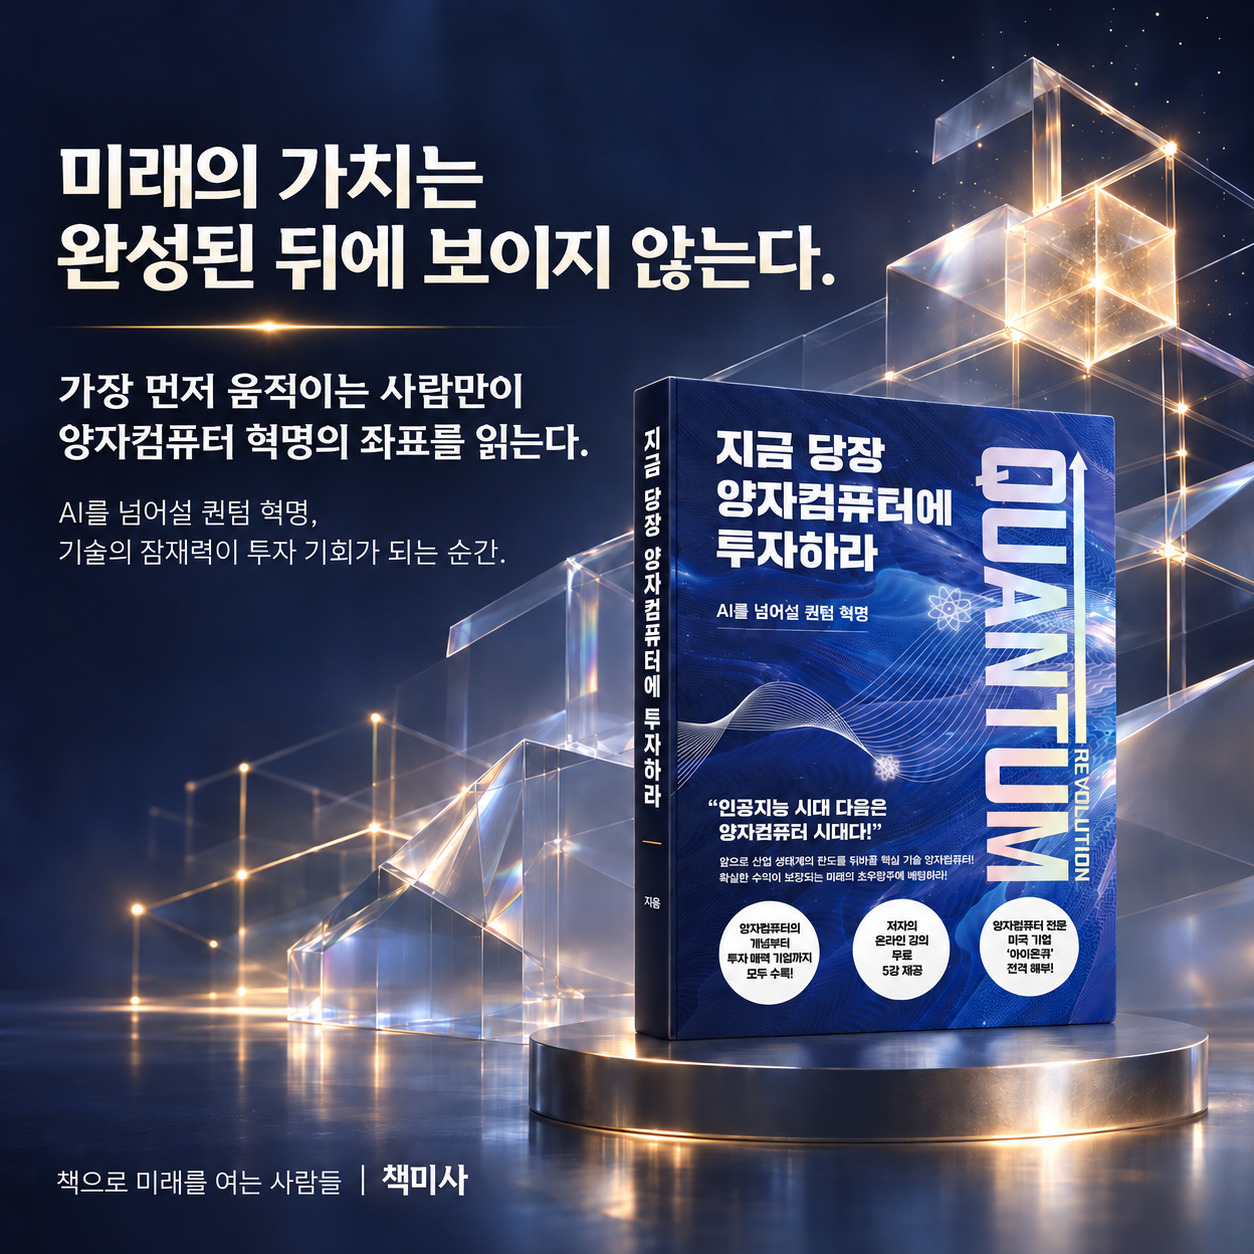 미래의 가치는
완성된 뒤에 보이지 않는다.
가장 먼저 움직이는 사람만이
양자컴퓨터 혁명의 좌표를 읽는다.
AI를 넘어설 퀀텀 혁명,
기술의 잠재력이 투자 기회가 되는 순간.
지금 당장 양자컴퓨터에 투자하라
지음
지금 당장
양자컴퓨터에
투자하라
AI를 넘어설 퀀텀 혁명
QUANTUM
REVOLUTION
“인공지능 시대 다음은
양자컴퓨터 시대다!”
앞으로 산업 생태계의 판도를 뒤바꿀 핵심 기술 양자컴퓨터!
확실한 수익이 보장되는 미래의 초우량주에 베팅하라!
양자컴퓨터의
개념부터
투자 매력 기업까지
모두 수록!
저자의
온라인 강의
무료
5강 제공
양자컴퓨터 전문
미국 기업
‘아이온큐’
전격 해부!
책으로 미래를 여는 사람들 | 책미사